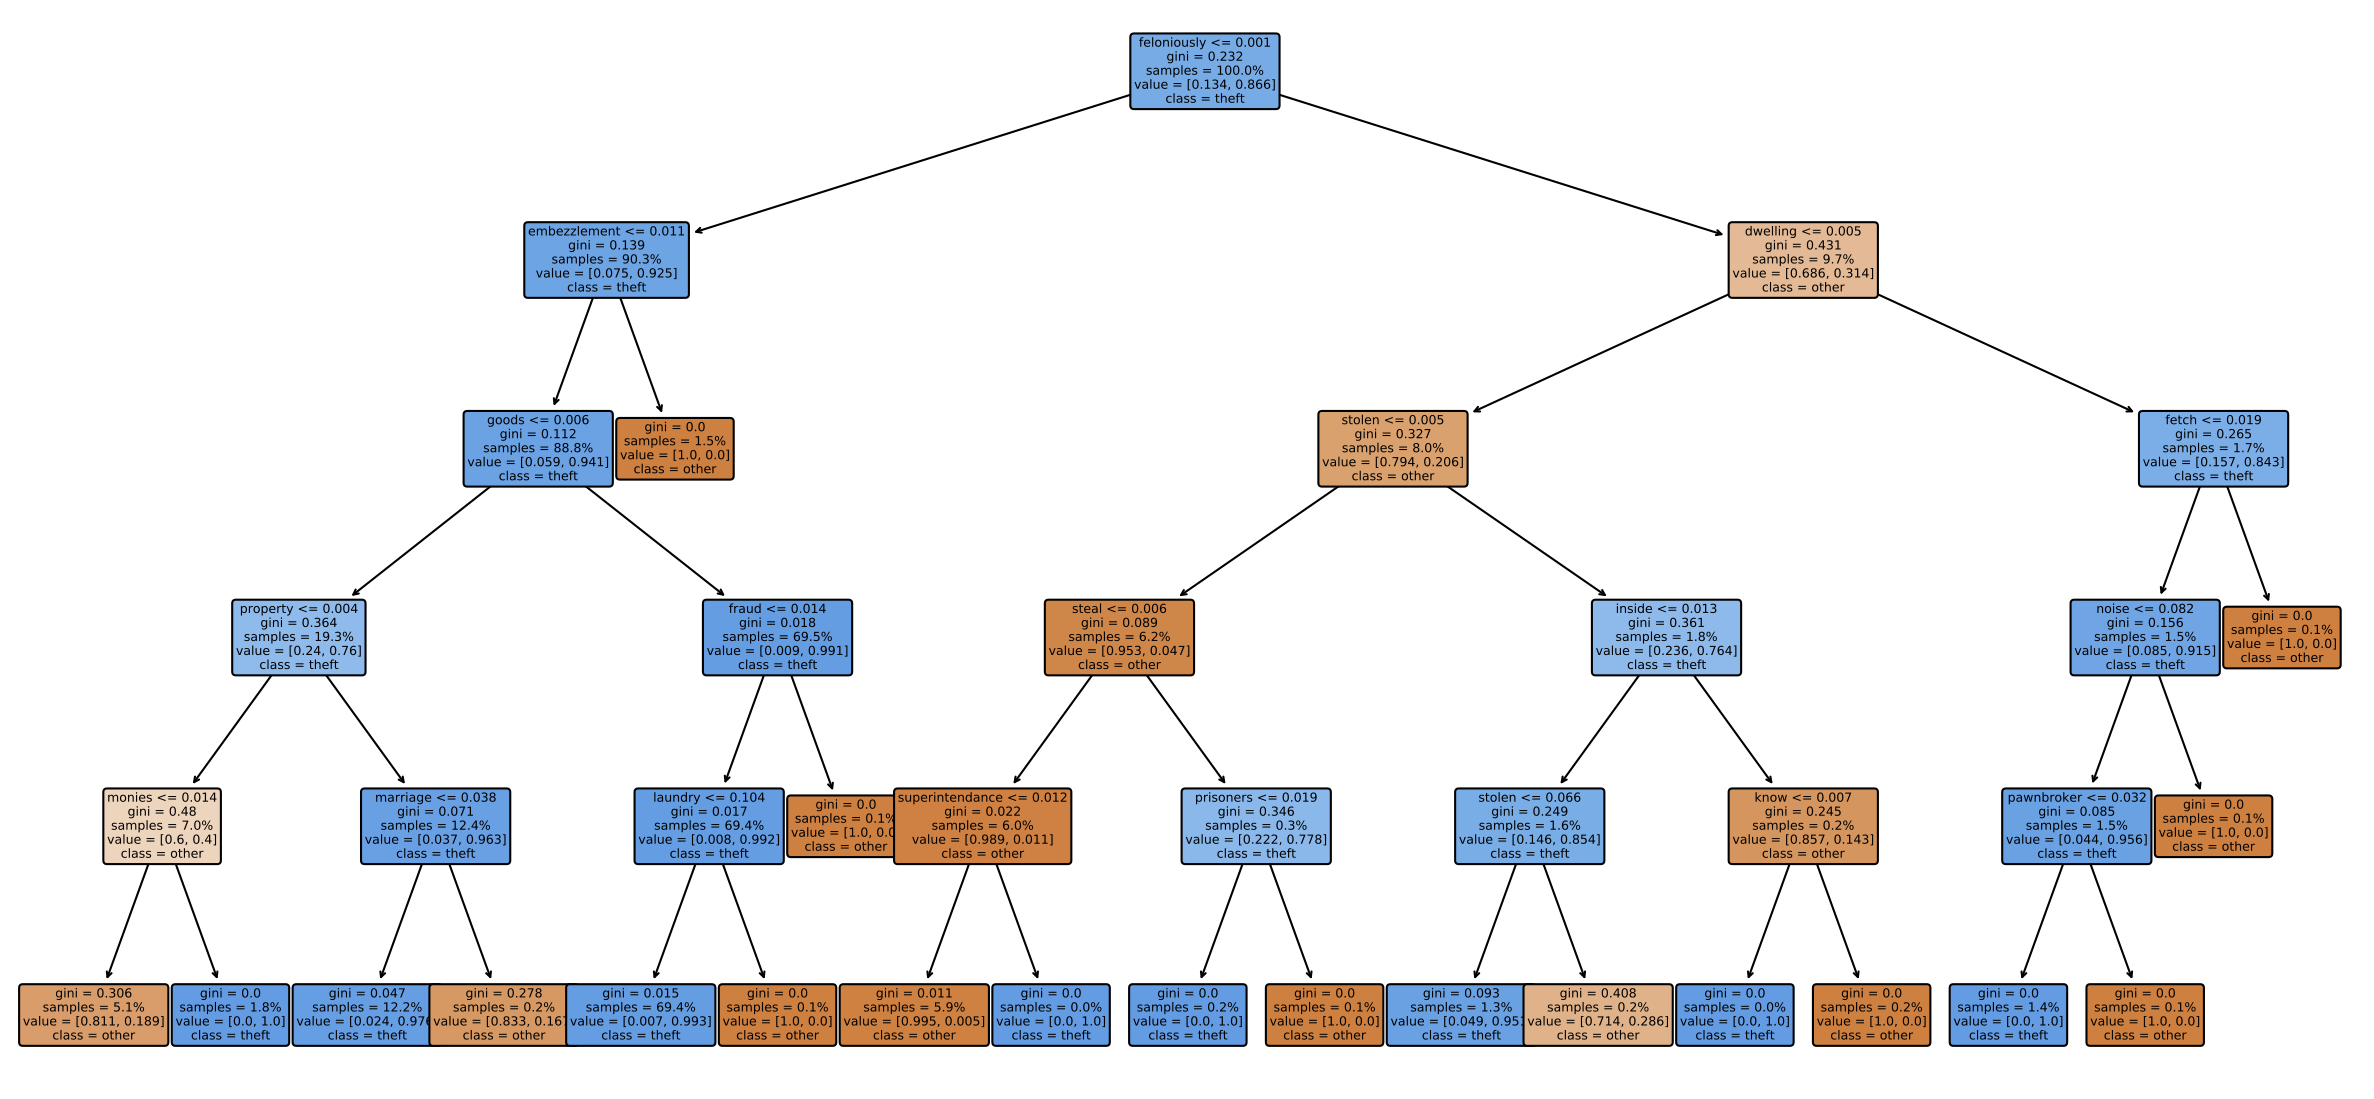 feloniously <= 0.001
gini = 0.232
samples = 100.0%
value = [0.134, 0.866]
class = theft
embezzlement <= 0.011
gini = 0.139
samples = 90.3%
value = [0.075, 0.925]
class = theft
dwelling <= 0.005
gini = 0.431
samples = 9.7%
value = [0.686, 0.314]
class = other
goods <= 0.006
gini = 0.112
samples = 88.8%
value = [0.059, 0.941]
class = theft
gini = 0.0
samples = 1.5%
value = [1.0, 0.0]
class = other
stolen <= 0.005
gini = 0.327
samples = 8.0%
value = [0.794, 0.206]
class = other
fetch <= 0.019
gini = 0.265
samples = 1.7%
value = [0.157, 0.843]
class = theft
property <= 0.004
gini = 0.364
samples = 19.3%
value = [0.24, 0.76]
class = theft
fraud <= 0.014
gini = 0.018
samples = 69.5%
value = [0.009, 0.991]
class = theft
steal <= 0.006
gini = 0.089
samples = 6.2%
value = [0.953, 0.047]
class = other
inside <= 0.013
gini = 0.361
samples = 1.8%
value = [0.236, 0.764]
class = theft
noise <= 0.082
gini = 0.156
samples = 1.5%
value = [0.085, 0.915]
class = theft
gini = 0.0
samples = 0.1%
value = [1.0, 0.0]
class = other
monies <= 0.014
gini = 0.48
samples = 7.0%
value = [0.6, 0.4]
class = other
marriage <= 0.038
gini = 0.071
samples = 12.4%
value = [0.037, 0.963]
class = theft
laundry <= 0.104
gini = 0.017
samples = 69.4%
value = [0.008, 0.992]
class = theft
gini = 0.0
samples = 0.1%
value = [1.0, 0.0
class = other
superintendance <= 0.012
gini = 0.022
samples = 6.0%
value = [0.989, 0.011]
class = other
prisoners <= 0.019
gini = 0.346
samples = 0.3%
value = [0.222, 0.778]
class = theft
stolen <= 0.066
gini = 0.249
samples = 1.6%
value = [0.146, 0.854]
class = theft
know <= 0.007
gini = 0.245
samples = 0.2%
value = [0.857, 0.143]
class = other
pawnbroker <= 0.032
gini = 0.085
samples = 1.5%
value = [0.044, 0.956]
class = theft
gini = 0.0
samples = 0.1%
value = [1.0, 0.0]
class = other
gini = 0.306
samples = 5.1%
value = [0.811, 0.189]
class = other
gini = 0.0
samples = 1.8%
value = [0.0, 1.0]
class = theft
gini = 0.047
samples = 12.2%
value = [0.024, 0.976
class = theft
gini = 0.278
samples = 0.2%
value = [0.833, 0.167
class = other
gini = 0.015
samples = 69.4%
value = [0.007, 0.993]
class = theft
gini = 0.0
samples = 0.1%
value = [1.0, 0.0]
class = other
gini = 0.011
samples = 5.9%
value = [0.995, 0.005]
class = other
gini = 0.0
samples = 0.0%
value = [0.0, 1.0]
class = theft
gini = 0.0
samples = 0.2%
value = [0.0, 1.0]
class = theft
gini = 0.0
samples = 0.1%
value = [1.0, 0.0]
class = other
gini = 0.093
samples = 1.3%
value = [0.049, 0.951
class = theft
gini = 0.408
samples = 0.2%
value = [0.714, 0.286]
class = other
gini = 0.0
samples = 0.0%
value = [0.0, 1.0]
class = theft
gini = 0.0
samples = 0.2%
value = [1.0, 0.0]
class = other
gini = 0.0
samples = 1.4%
value = [0.0, 1.0]
class = theft
gini = 0.0
samples = 0.1%
value = [1.0, 0.0]
class = other